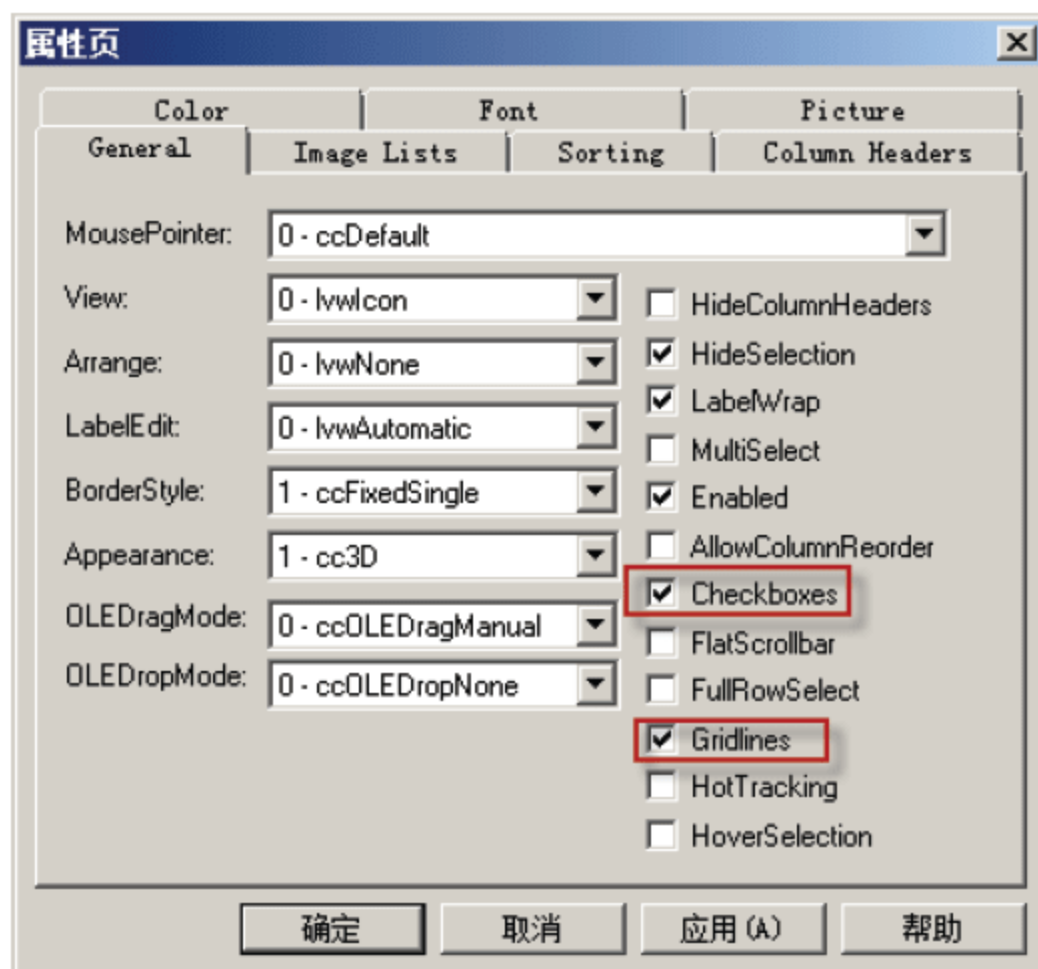 属性页
Color Font Picture
General Image Lists Sorting Column Headers
MousePointer: 0 - ccDefault
View: 0 - lvwIcon
Arrange: 0 - lvwNone
LabelEdit: 0 - lvwAutomatic
BorderStyle: 1 - ccFixedSingle
Appearance: 1 - cc3D
OLEDragMode: 0 - ccOLEDragManual
OLEDropMode: 0 - ccOLEDropNone
HideColumnHeaders
HideSelection
LabelWrap
MultiSelect
Enabled
AllowColumnReorder
Checkboxes
FlatScrollbar
FullRowSelect
Gridlines
HotTracking
HoverSelection
确定 取消 应用(A) 帮助